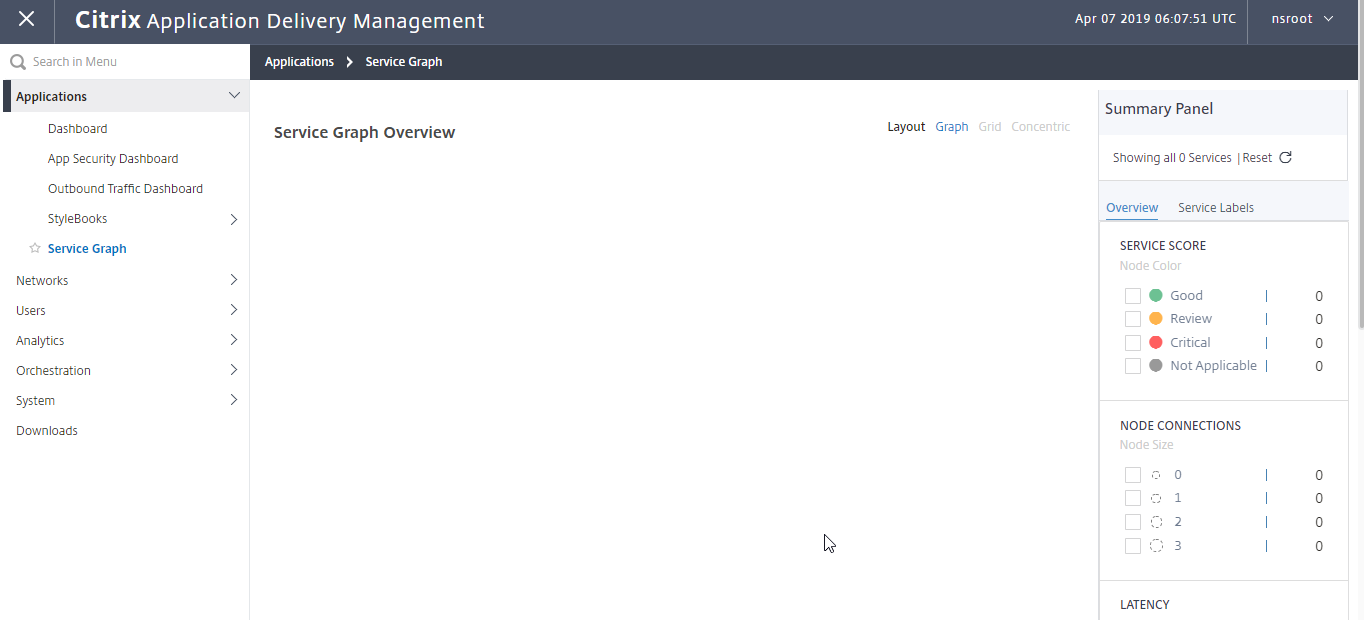 Citrix Application Delivery Management
Apr 07 2019 06:07:51 UTC
nsroot
Search in Menu
Applications
Dashboard
App Security Dashboard
Outbound Traffic Dashboard
StyleBooks
Service Graph
Networks
Users
Analytics
Orchestration
System
Downloads
Applications Service Graph
Service Graph Overview
Layout Graph Grid Concentric
Summary Panel
Showing all 0 Services | Reset
Overview Service Labels
SERVICE SCORE
Node Color
Good | 0
Review | 0
Critical | 0
Not Applicable | 0
NODE CONNECTIONS
Node Size
0 | 0
1 | 0
2 | 0
3 | 0
LATENCY